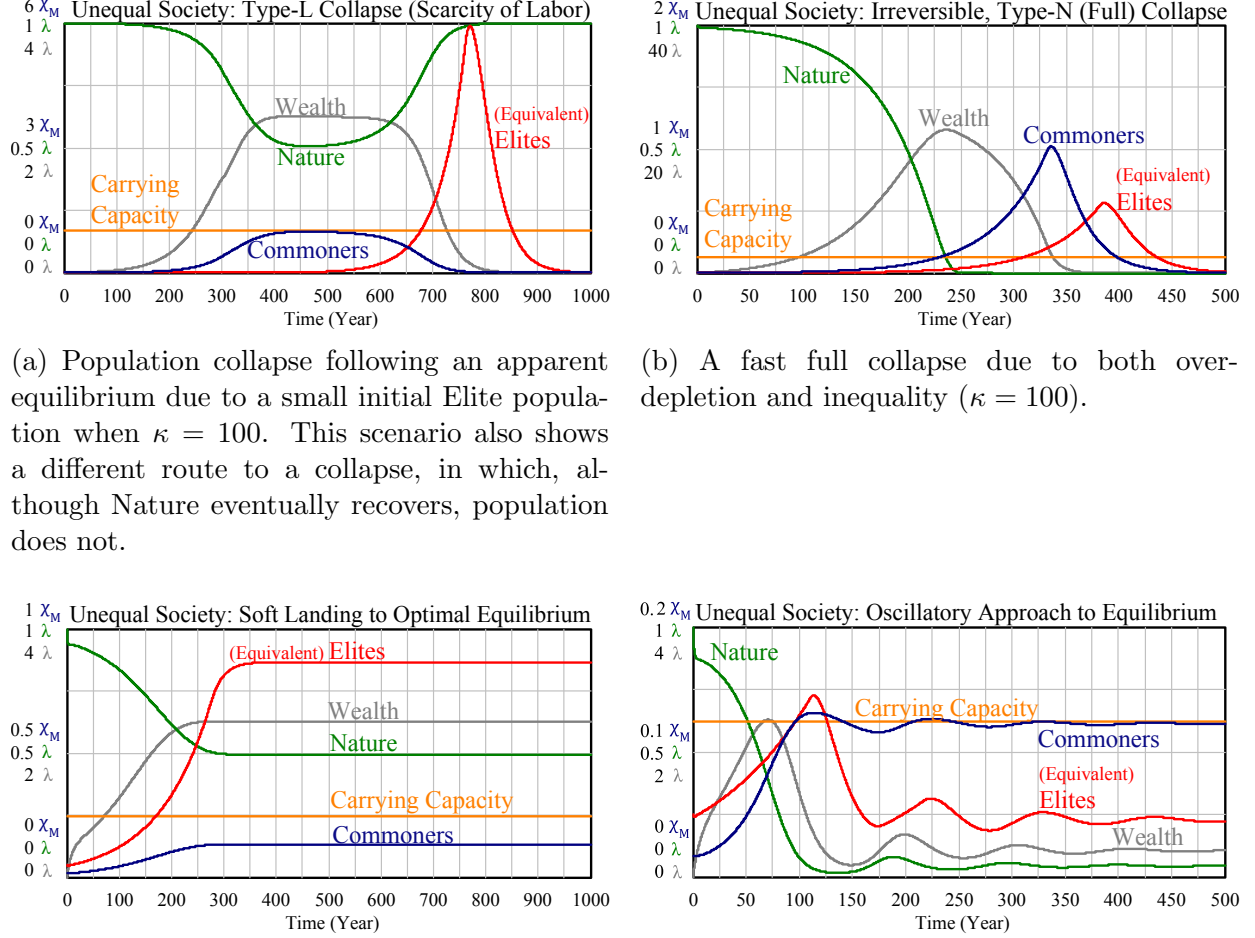 Unequal Society: Type-L Collapse (Scarcity of Labor)
6 χM
1 λ
4 λ
3 χM
0.5 λ
2 λ
0 χM
0 λ
0 λ
Wealth
Nature
(Equivalent)
Elites
Carrying
Capacity
Commoners
0 100 200 300 400 500 600 700 800 900 1000
Time (Year)
Unequal Society: Irreversible, Type-N (Full) Collapse
2 χM
1 λ
40 λ
1 χM
0.5 λ
20 λ
0 χM
0 λ
0 λ
Nature
Wealth
Commoners
(Equivalent)
Elites
Carrying
Capacity
0 50 100 150 200 250 300 350 400 450 500
Time (Year)
(a) Population collapse following an apparent
equilibrium due to a small initial Elite popula-
tion when κ = 100. This scenario also shows
a different route to a collapse, in which, al-
though Nature eventually recovers, population
does not.
(b) A fast full collapse due to both over-
depletion and inequality (κ = 100).
Unequal Society: Soft Landing to Optimal Equilibrium
1 χM
1 λ
4 λ
0.5 χM
0.5 λ
2 λ
0 χM
0 λ
0 λ
(Equivalent) Elites
Wealth
Nature
Carrying Capacity
Commoners
0 100 200 300 400 500 600 700 800 900 1000
Time (Year)
Unequal Society: Oscillatory Approach to Equilibrium
0.2 χM
1 λ
4 λ
0.1 χM
0.5 λ
2 λ
0 χM
0 λ
0 λ
Nature
Carrying Capacity
Commoners
(Equivalent)
Elites
Wealth
0 50 100 150 200 250 300 350 400 450 500
Time (Year)